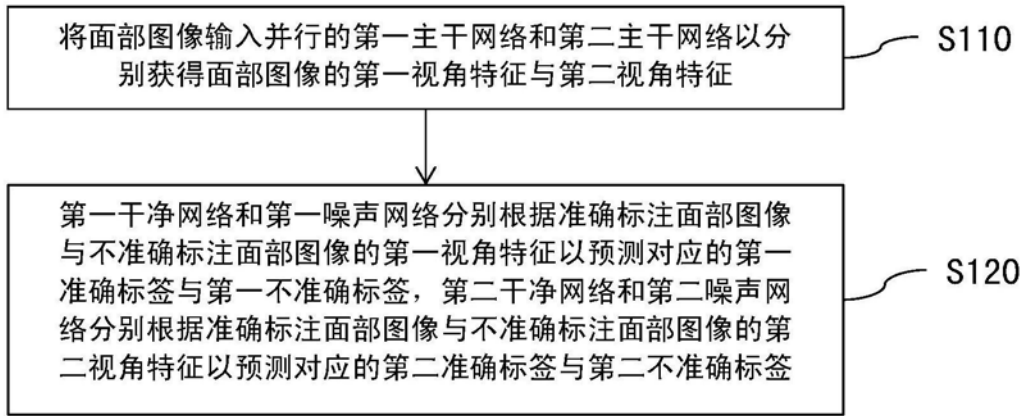 将面部图像输入并行的第一主干网络和第二主干网络以分
别获得面部图像的第一视角特征与第二视角特征
S110
第一干净网络和第一噪声网络分别根据准确标注面部图像
与不准确标注面部图像的第一视角特征以预测对应的第一
准确标签与第一不准确标签，第二干净网络和第二噪声网
络分别根据准确标注面部图像与不准确标注面部图像的第
二视角特征以预测对应的第二准确标签与第二不准确标签
S120